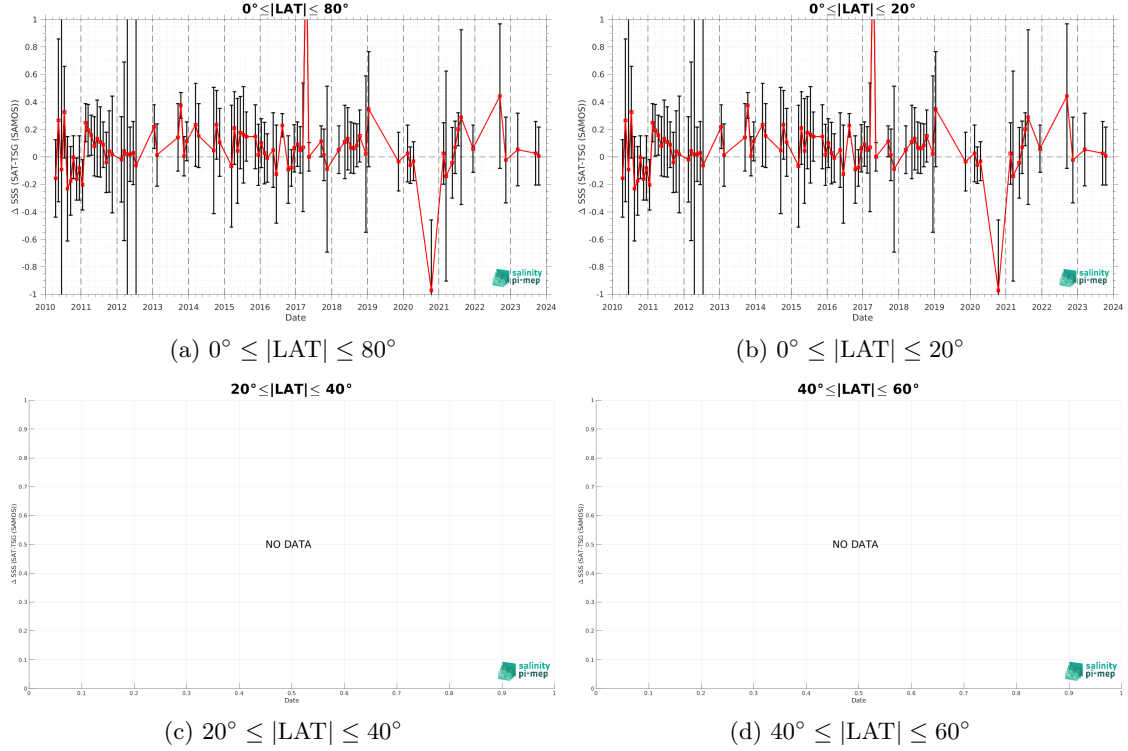 0°≤|LAT|≤ 80°
Δ SSS (SAT-TSG (SAMOS))
1
0.8
0.6
0.4
0.2
0
-0.2
-0.4
-0.6
-0.8
-1
2010 2011 2012 2013 2014 2015 2016 2017 2018 2019 2020 2021 2022 2023 2024
Date
salinity
pi-mep
(a) 0° ≤ |LAT| ≤ 80°
0°≤|LAT|≤ 20°
Δ SSS (SAT-TSG (SAMOS))
1
0.8
0.6
0.4
0.2
0
-0.2
-0.4
-0.6
-0.8
-1
2010 2011 2012 2013 2014 2015 2016 2017 2018 2019 2020 2021 2022 2023 2024
Date
salinity
pi-mep
(b) 0° ≤ |LAT| ≤ 20°
20°≤|LAT|≤ 40°
Δ SSS (SAT-TSG (SAMOS))
1
0.9
0.8
0.7
0.6
0.5
0.4
0.3
0.2
0.1
0
NO DATA
0 0.1 0.2 0.3 0.4 0.5 0.6 0.7 0.8 0.9 1
Date
salinity
pi-mep
(c) 20° ≤ |LAT| ≤ 40°
40°≤|LAT|≤ 60°
Δ SSS (SAT-TSG (SAMOS))
1
0.9
0.8
0.7
0.6
0.5
0.4
0.3
0.2
0.1
0
NO DATA
0 0.1 0.2 0.3 0.4 0.5 0.6 0.7 0.8 0.9 1
Date
salinity
pi-mep
(d) 40° ≤ |LAT| ≤ 60°